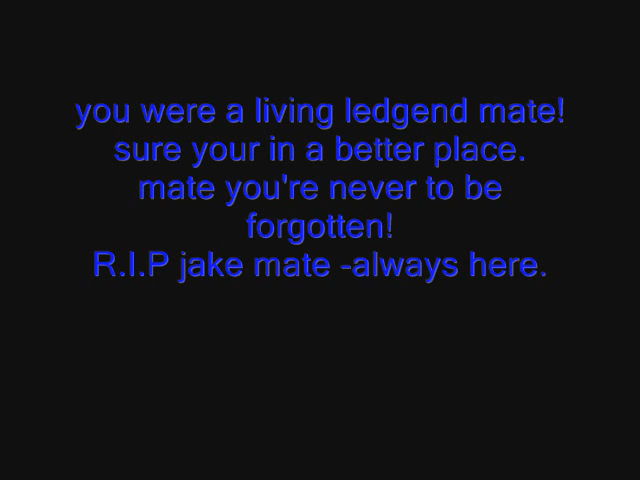 you were a living ledgend mate!
sure your in a better place.
mate you're never to be
forgotten!
R.I.P jake mate -always here.